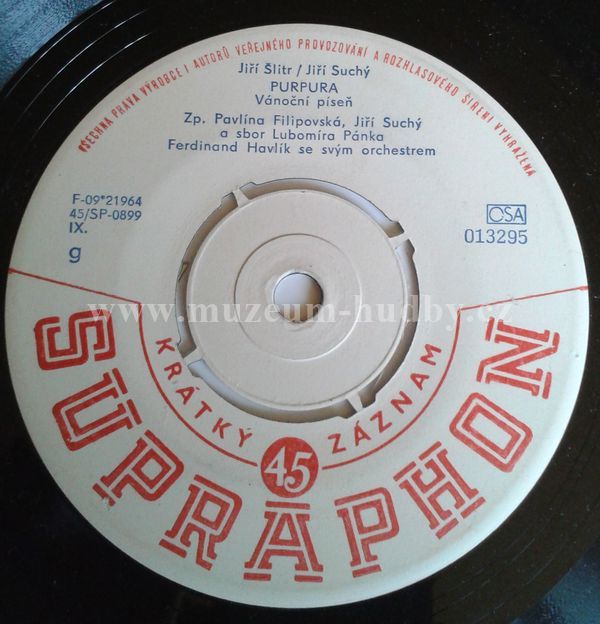 VŠECHNA PRÁVA VÝROBCE I AUTORŮ VEŘEJNÉHO PROVOZOVÁNÍ A ROZHLASOVÉHO ŠÍŘENÍ VYHRAŽENA
Jiří Šlitr / Jiří Suchý
PURPURA
Vánoční píseň
Zp. Pavlína Filipovská, Jiří Suchý
a sbor Lubomíra Pánka
Ferdinand Havlík se svým orchestrem
F-09*21964
45/SP-0899
IX.
g
OSA
013295
www.muzeum-hudby.cz
KRÁTKÝ 45 ZÁZNAM
SUPRAPHON